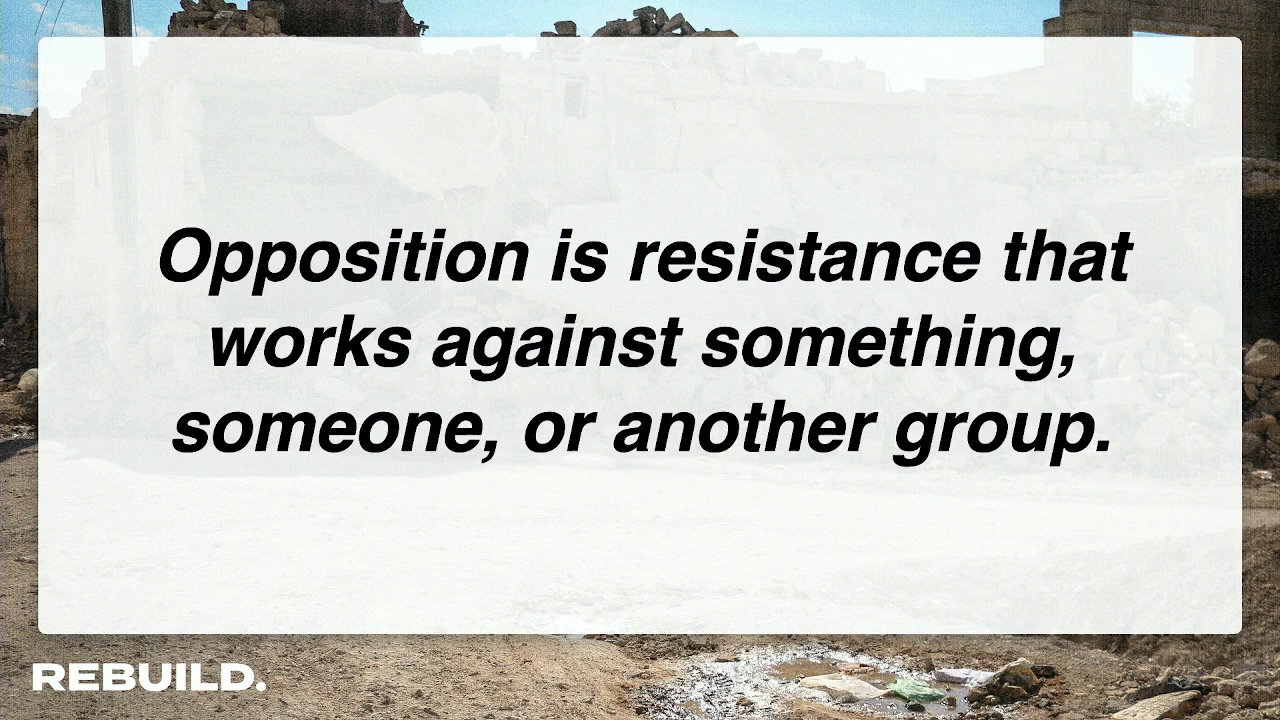 Opposition is resistance that
works against something,
someone, or another group.
REBUILD.